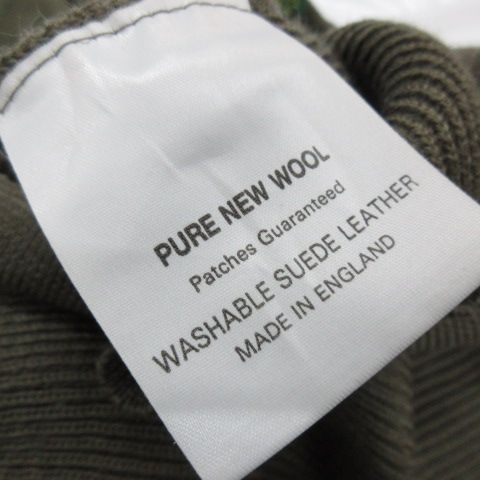 PURE NEW WOOL
Patches Guaranteed
WASHABLE SUEDE LEATHER
MADE IN ENGLAND